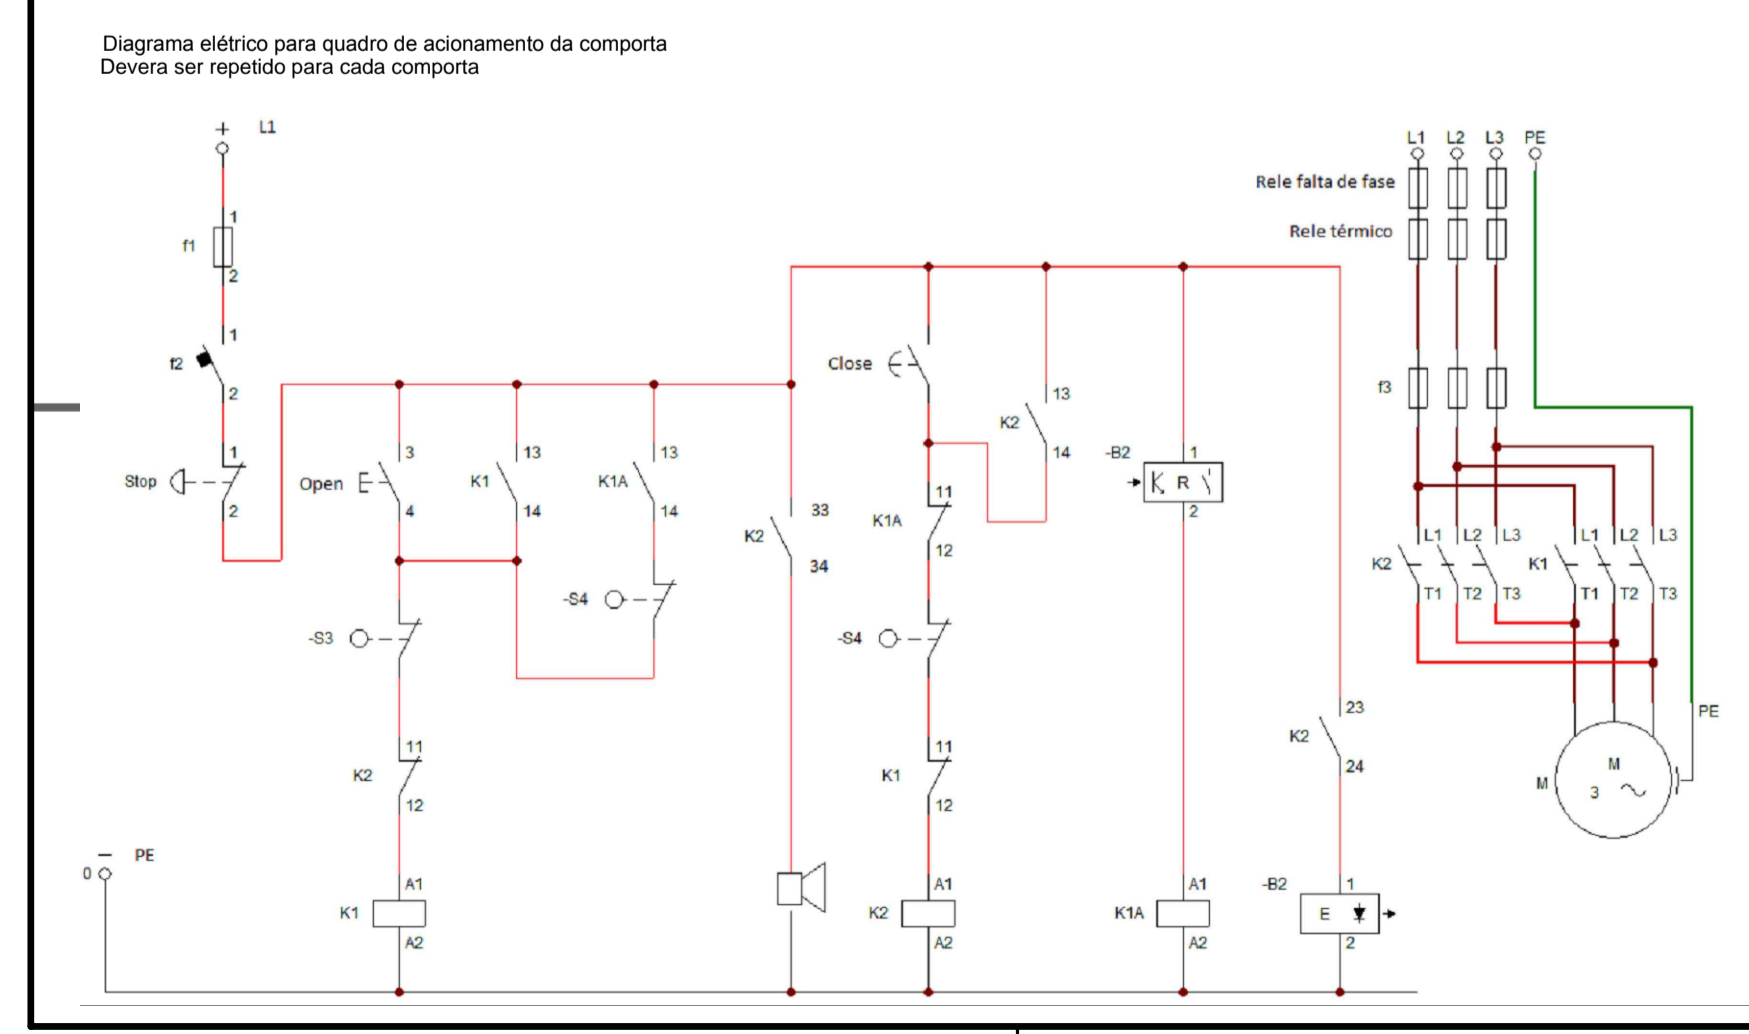 Diagrama elétrico para quadro de acionamento da comporta
Devera ser repetido para cada comporta
+ L1
L1 L2 L3 PE
Rele falta de fase
Rele térmico
1
f1
2
1
f2
2
Close
f3
13
K2
14
1
Stop
2
3
Open
4
13
K1
14
13
K1A
14
33
K2
34
11
K1A
12
-B2
1
R
2
L1 L2 L3
L1 L2 L3
K2
K1
T1 T2 T3
T1 T2 T3
-S4
-S3
-S4
23
K2
24
PE
11
K2
12
11
K1
12
M
M
3
− PE
0
A1
K1
A2
A1
K2
A2
A1
K1A
A2
-B2
1
E
2